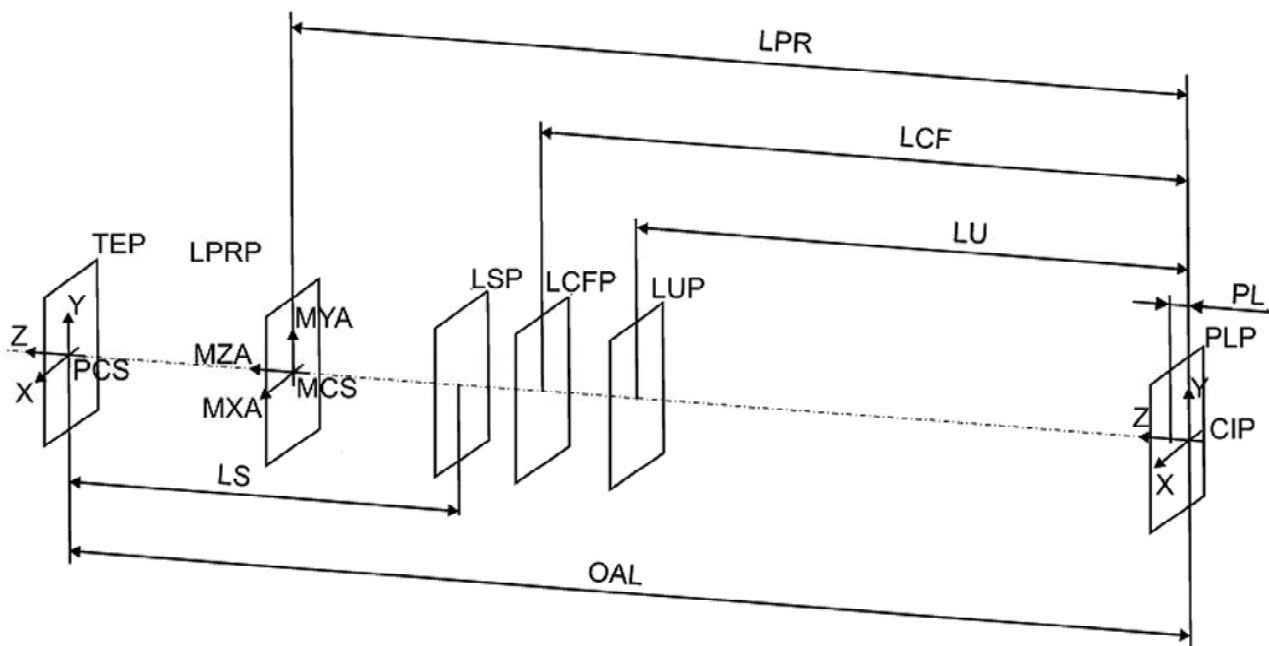 LPR
LCF
LU
TEP
LPRP
LSP
LCFP
LUP
PL
PLP
Y
MYA
Z
PCS
MZA
MCS
X
MXA
Y
Z
CIP
X
LS
OAL